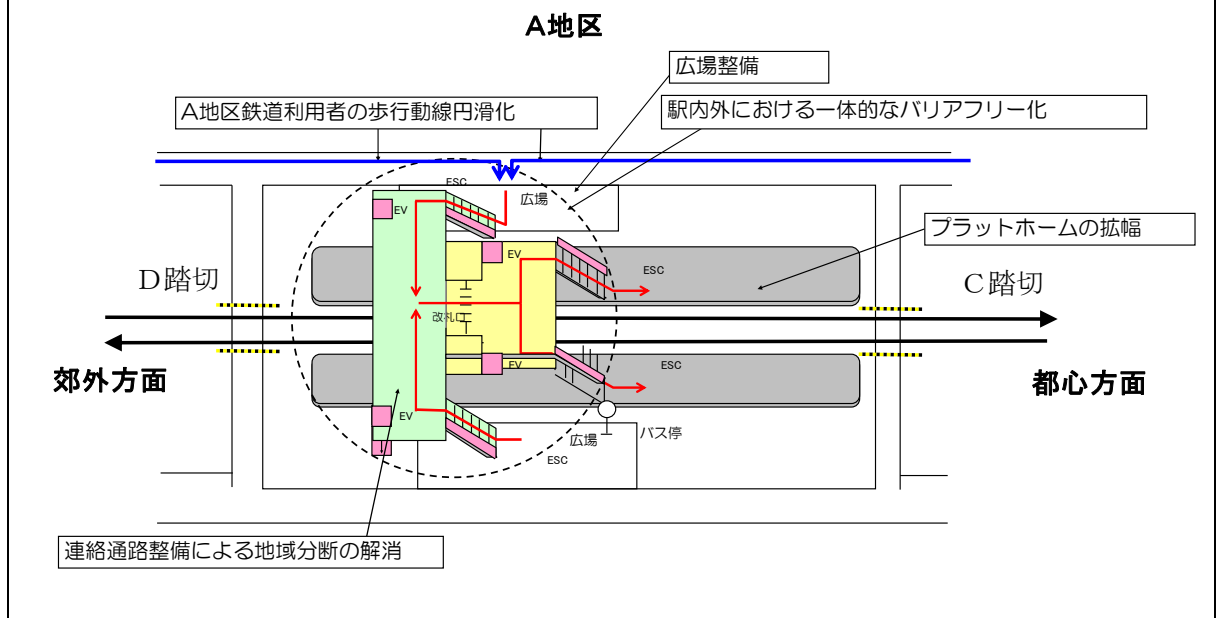 A地区
広場整備
A地区鉄道利用者の歩行動線円滑化
駅内外における一体的なバリアフリー化
ESC
広場
EV
プラットホームの拡幅
EV
ESC
D踏切
C踏切
改札口
郊外方面
都心方面
EV
ESC
EV
広場
バス停
ESC
連絡通路整備による地域分断の解消